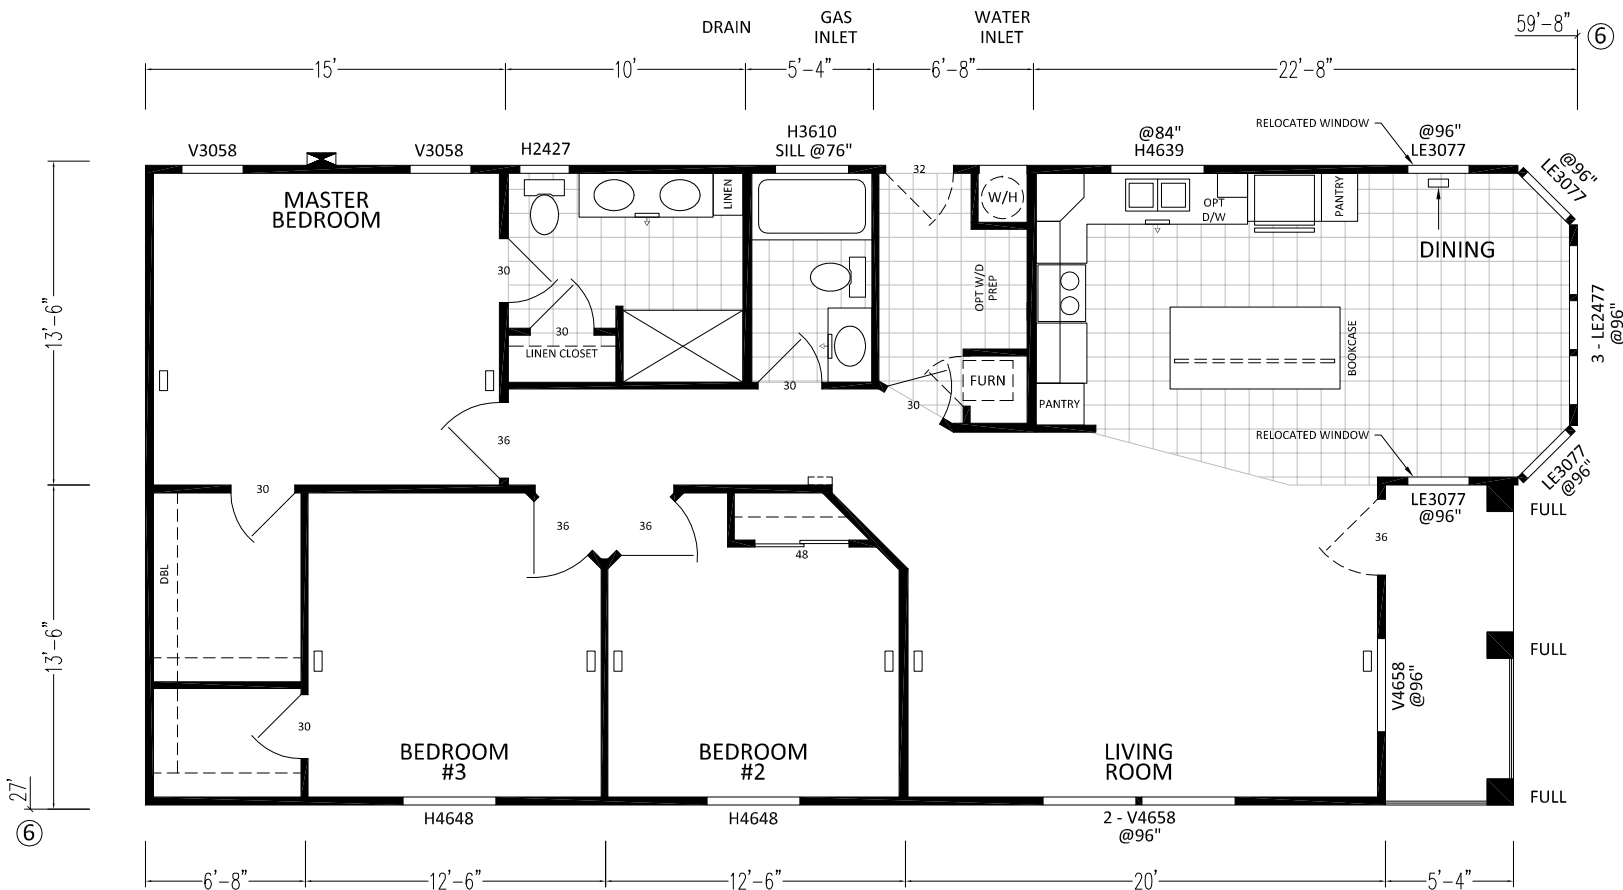 DRAIN
GAS
INLET
WATER
INLET
59'-8"
6
15'
10'
5'-4"
6'-8"
22'-8"
V3058
V3058
H2427
H3610
SILL @76"
@84"
H4639
RELOCATED WINDOW
@96"
LE3077
@96"
LE3077
32
MASTER
BEDROOM
LINEN
W/H
OPT
D/W
PANTRY
DINING
30
OPT W/D
PREP
13'-6"
30
LINEN CLOSET
BOOKCASE
3 - LE2477
@96"
30
FURN
30
PANTRY
36
RELOCATED WINDOW
LE3077
@96"
30
LE3077
@96"
FULL
36
36
36
48
DBL
13'-6"
FULL
V4658
@96"
30
BEDROOM
#3
BEDROOM
#2
LIVING
ROOM
27'
6
FULL
H4648
H4648
2 - V4658
@96"
6'-8"
12'-6"
12'-6"
20'
5'-4"